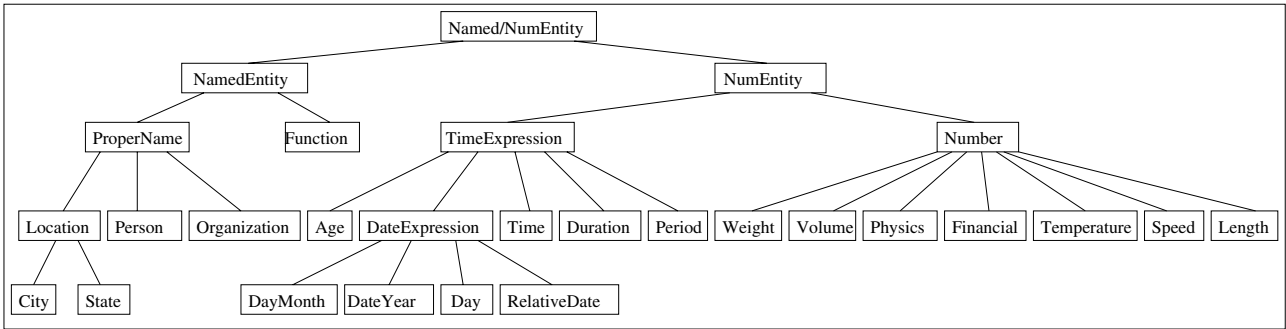 Named/NumEntity
NamedEntity NumEntity
ProperName Function TimeExpression Number
Location Person Organization Age DateExpression Time Duration Period Weight Volume Physics Financial Temperature Speed Length
City State DayMonth DateYear Day RelativeDate